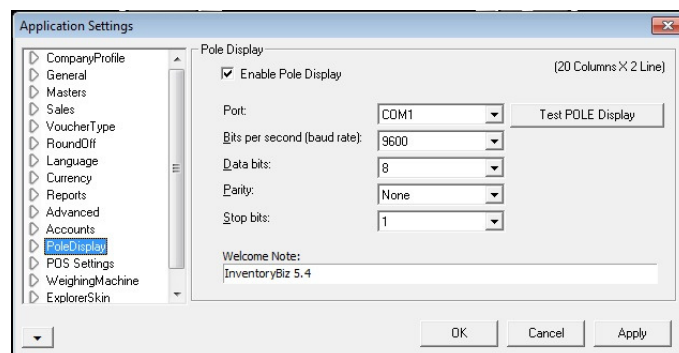 Application Settings
CompanyProfile
General
Masters
Sales
VoucherType
RoundOff
Language
Currency
Reports
Advanced
Accounts
PoleDisplay
POS Settings
WeighingMachine
ExplorerSkin
Pole Display
Enable Pole Display
(20 Columns X 2 Line)
Port: COM1 Test POLE Display
Bits per second (baud rate): 9600
Data bits: 8
Parity: None
Stop bits: 1
Welcome Note:
InventoryBiz 5.4
OK Cancel Apply